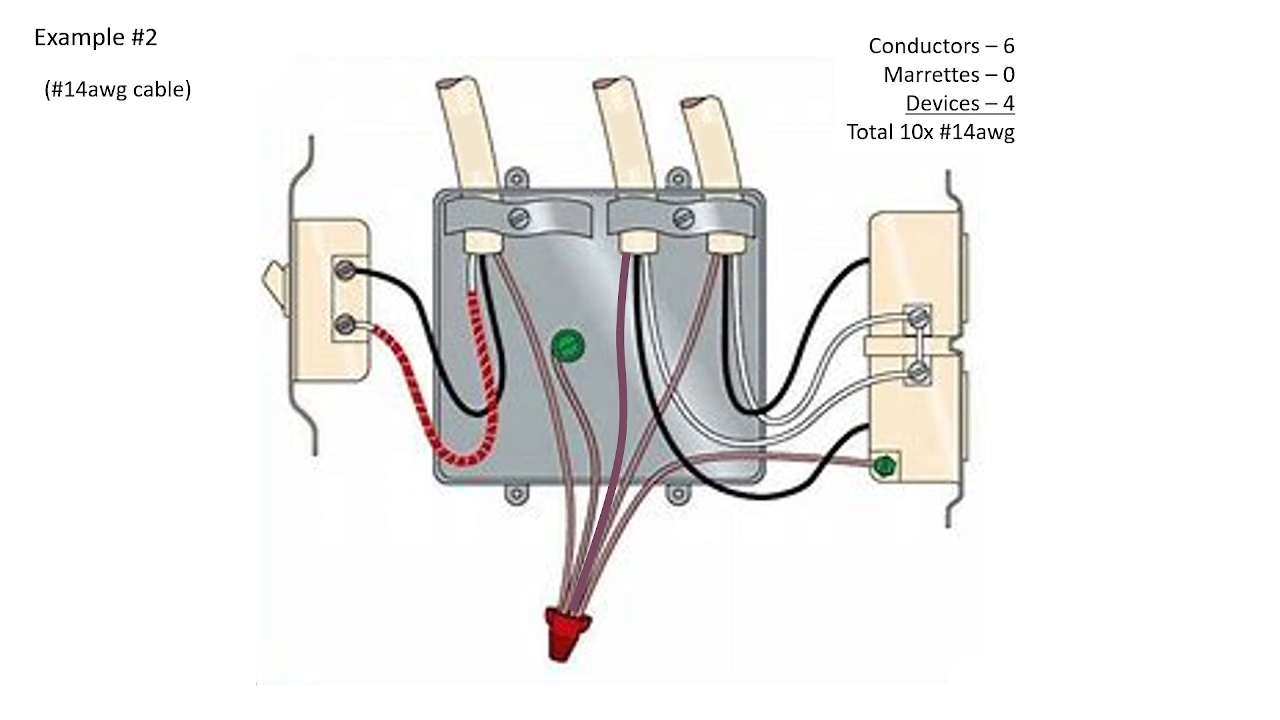 Example #2
(#14awg cable)
Conductors – 6
Marrettes – 0
Devices – 4
Total 10x #14awg